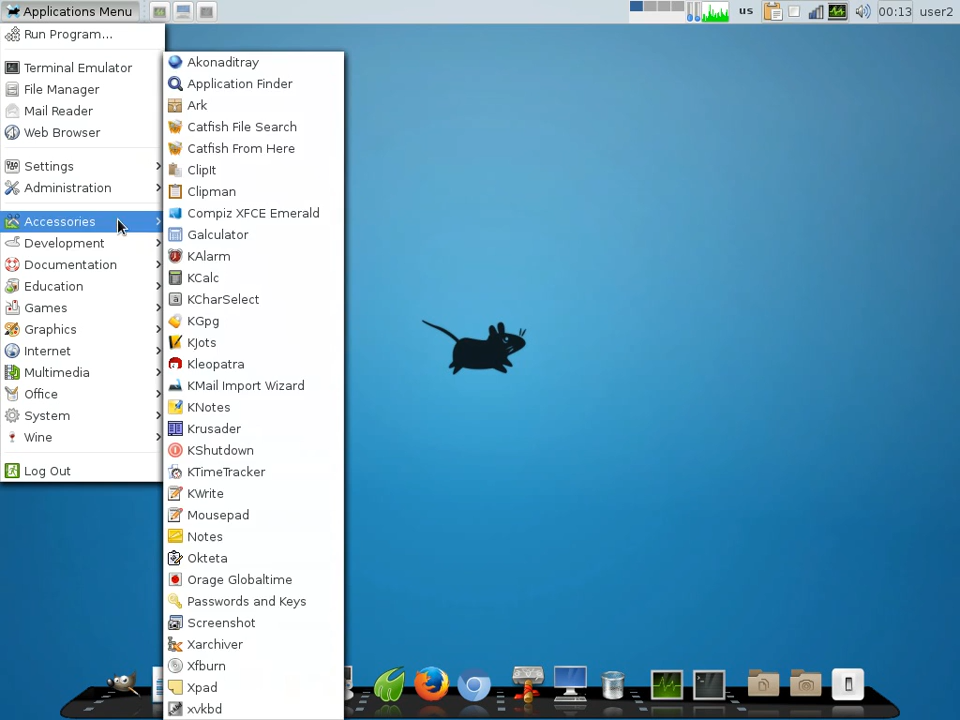 Applications Menu
us
00:13
user2
Run Program...
Terminal Emulator
File Manager
Mail Reader
Web Browser
Settings
Administration
Accessories
Development
Documentation
Education
Games
Graphics
Internet
Multimedia
Office
System
Wine
Log Out
Akonaditray
Application Finder
Ark
Catfish File Search
Catfish From Here
ClipIt
Clipman
Compiz XFCE Emerald
Galculator
KAlarm
KCalc
KCharSelect
KGpg
KJots
Kleopatra
KMail Import Wizard
KNotes
Krusader
KShutdown
KTimeTracker
KWrite
Mousepad
Notes
Okteta
Orage Globaltime
Passwords and Keys
Screenshot
Xarchiver
Xfburn
Xpad
xvkbd